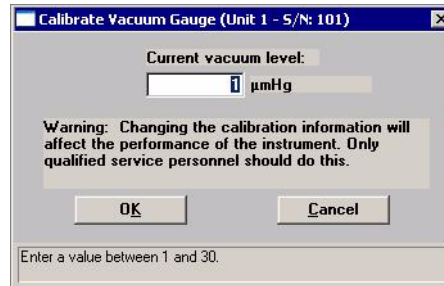 Calibrate Vacuum Gauge (Unit 1 - S/N: 101)
Current vacuum level:
1 µmHg
Warning: Changing the calibration information will
affect the performance of the instrument. Only
qualified service personnel should do this.
OK Cancel
Enter a value between 1 and 30.